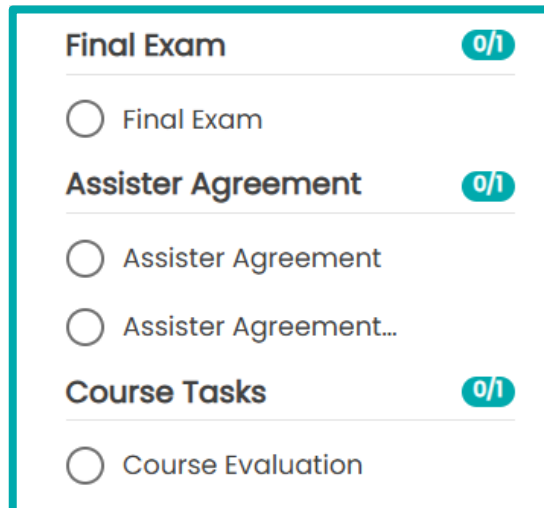 Final Exam 0/1
Final Exam
Assister Agreement 0/1
Assister Agreement
Assister Agreement...
Course Tasks 0/1
Course Evaluation